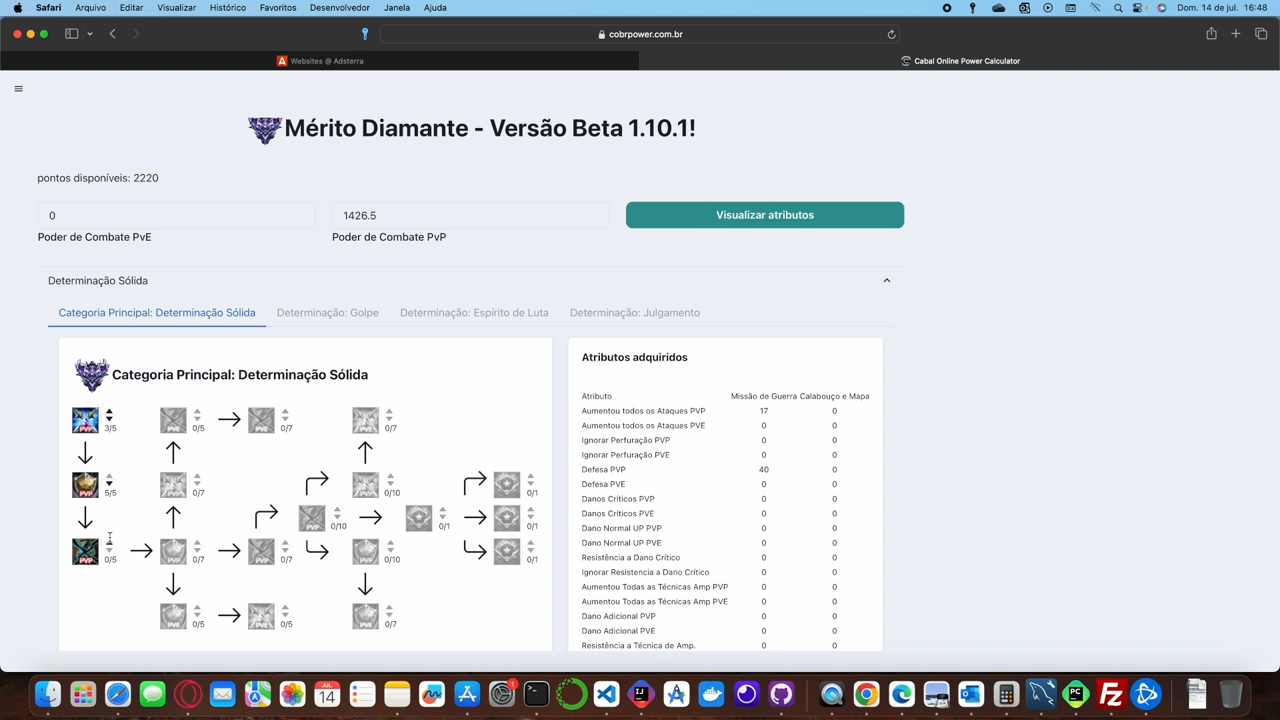 Safari Arquivo Editar Visualizar Histórico Favoritos Desenvolvedor Janela Ajuda Dom. 14 de jul. 16:48
cobrpower.com.br
A Websites @ Adsterra
Cabal Online Power Calculator
Mérito Diamante - Versão Beta 1.10.1!
pontos disponíveis: 2220
0 1426.5 Visualizar atributos
Poder de Combate PvE Poder de Combate PvP
Determinação Sólida
Categoria Principal: Determinação Sólida Determinação: Golpe Determinação: Espírito de Luta Determinação: Julgamento
Categoria Principal: Determinação Sólida
3/5 0/5 0/7 0/7
5/5 0/7 0/10 0/1
0/10 0/1 0/1
0/5 0/7 0/7 0/10 0/1
0/5 0/5 0/7
Atributos adquiridos
Atributo Missão de Guerra Calabouço e Mapa
Aumentou todos os Ataques PVP 17 0
Aumentou todos os Ataques PVE 0 0
Ignorar Perfuração PVP 0 0
Ignorar Perfuração PVE 0 0
Defesa PVP 40 0
Defesa PVE 0 0
Danos Críticos PVP 0 0
Danos Críticos PVE 0 0
Dano Normal UP PVP 0 0
Dano Normal UP PVE 0 0
Resistência a Dano Crítico 0 0
Ignorar Resistencia a Dano Crítico 0 0
Aumentou Todas as Técnicas Amp PVP 0 0
Aumentou Todas as Técnicas Amp PVE 0 0
Dano Adicional PVP 0 0
Dano Adicional PVE 0 0
Resistência a Técnica de Amp. 0 0